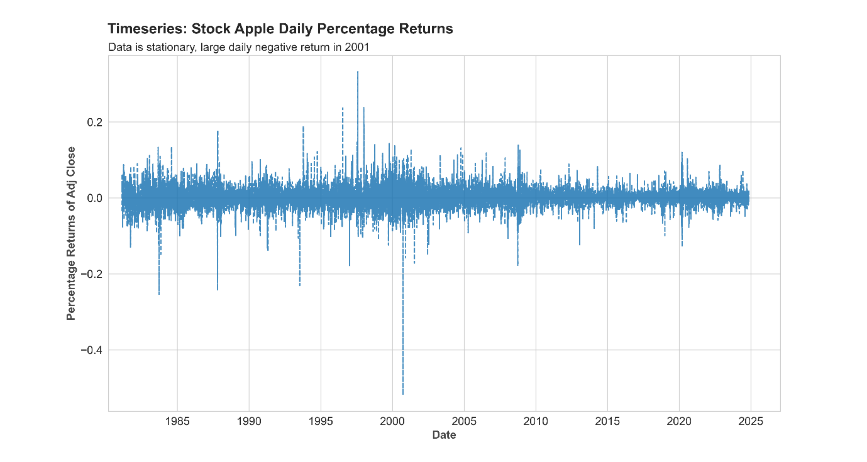 Timeseries: Stock Apple Daily Percentage Returns
Data is stationary, large daily negative return in 2001
Percentage Returns of Adj Close
0.2
0.0
−0.2
−0.4
1985 1990 1995 2000 2005 2010 2015 2020 2025
Date